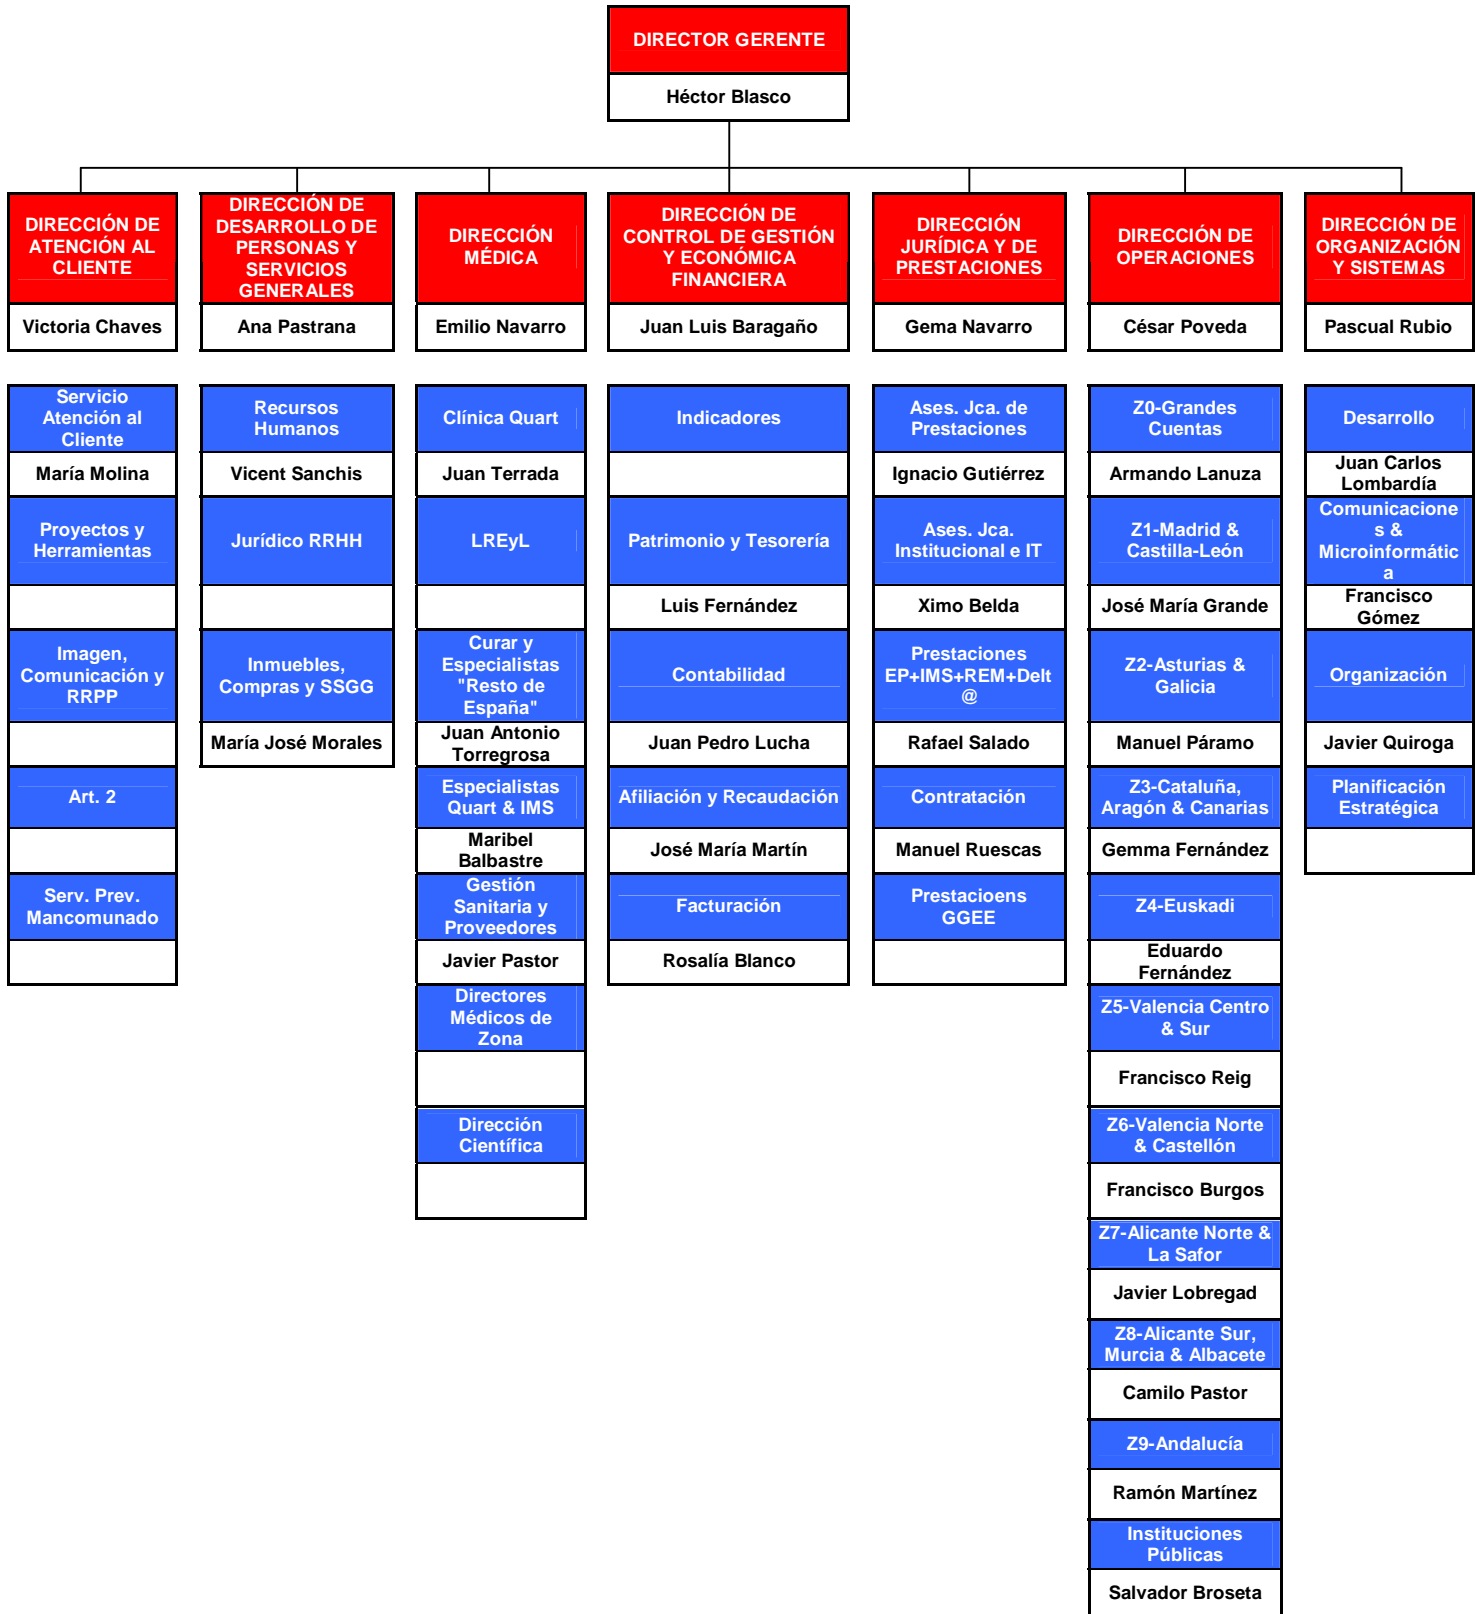 DIRECTOR GERENTE
Héctor Blasco
DIRECCIÓN DE
ATENCIÓN AL
CLIENTE
Victoria Chaves
DIRECCIÓN DE
DESARROLLO DE
PERSONAS Y
SERVICIOS
GENERALES
Ana Pastrana
DIRECCIÓN
MÉDICA
Emilio Navarro
DIRECCIÓN DE
CONTROL DE GESTIÓN
Y ECONÓMICA
FINANCIERA
Juan Luis Baragaño
DIRECCIÓN
JURÍDICA Y DE
PRESTACIONES
Gema Navarro
DIRECCIÓN DE
OPERACIONES
César Poveda
DIRECCIÓN DE
ORGANIZACIÓN
Y SISTEMAS
Pascual Rubio
Servicio
Atención al
Cliente
María Molina
Proyectos y
Herramientas
Imagen,
Comunicación y
RRPP
Art. 2
Serv. Prev.
Mancomunado
Recursos
Humanos
Vicent Sanchis
Jurídico RRHH
Inmuebles,
Compras y SSGG
María José Morales
Clínica Quart
Juan Terrada
LREyL
Curar y
Especialistas
"Resto de
España"
Juan Antonio
Torregrosa
Especialistas
Quart & IMS
Maribel
Balbastre
Gestión
Sanitaria y
Proveedores
Javier Pastor
Directores
Médicos de
Zona
Dirección
Científica
Indicadores
Patrimonio y Tesorería
Luis Fernández
Contabilidad
Juan Pedro Lucha
Afiliación y Recaudación
José María Martín
Facturación
Rosalía Blanco
Ases. Jca. de
Prestaciones
Ignacio Gutiérrez
Ases. Jca.
Institucional e IT
Ximo Belda
Prestaciones
EP+IMS+REM+Delt
@
Rafael Salado
Contratación
Manuel Ruescas
Prestacioens
GGEE
Z0-Grandes
Cuentas
Armando Lanuza
Z1-Madrid &
Castilla-León
José María Grande
Z2-Asturias &
Galicia
Manuel Páramo
Z3-Cataluña,
Aragón & Canarias
Gemma Fernández
Z4-Euskadi
Eduardo
Fernández
Z5-Valencia Centro
& Sur
Francisco Reig
Z6-Valencia Norte
& Castellón
Francisco Burgos
Z7-Alicante Norte &
La Safor
Javier Lobregad
Z8-Alicante Sur,
Murcia & Albacete
Camilo Pastor
Z9-Andalucía
Ramón Martínez
Instituciones
Públicas
Salvador Broseta
Desarrollo
Juan Carlos
Lombardía
Comunicacione
s &
Microinformátic
a
Francisco
Gómez
Organización
Javier Quiroga
Planificación
Estratégica